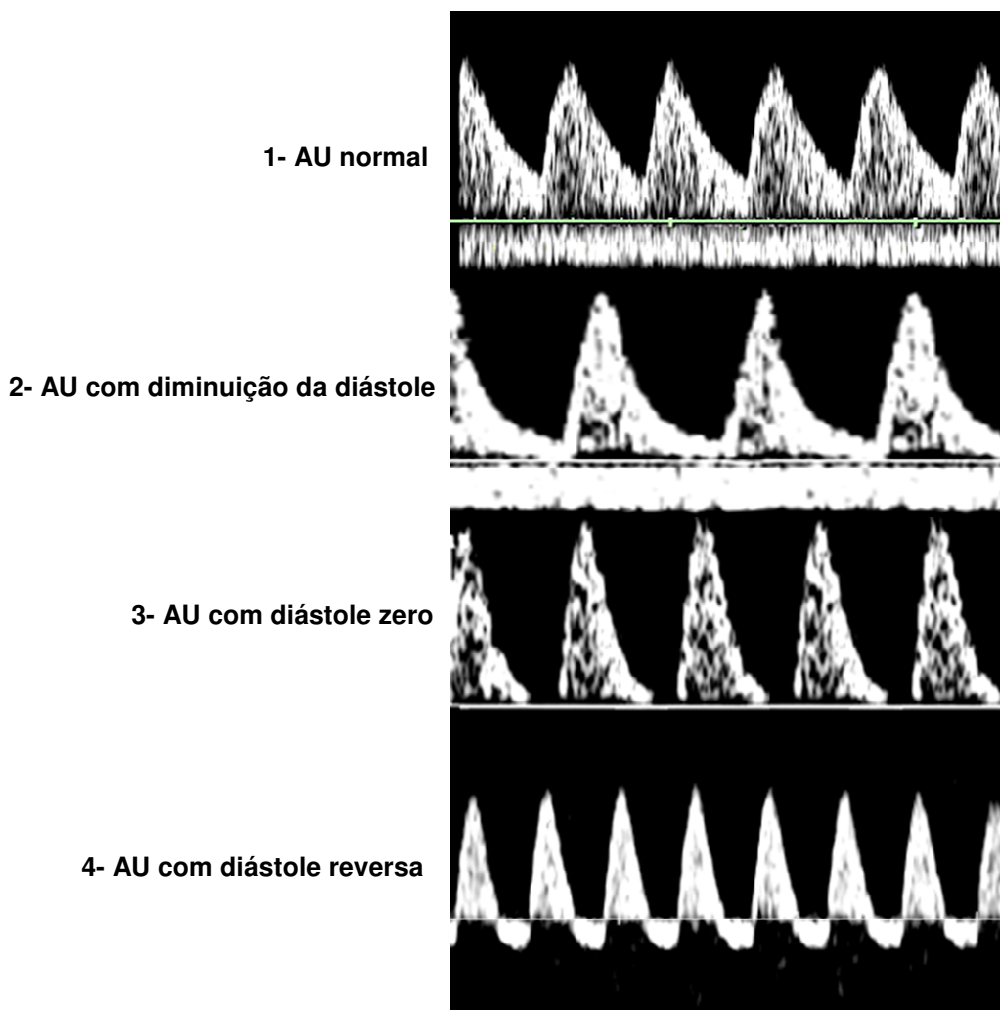 1- AU normal
2- AU com diminuição da diástole
3- AU com diástole zero
4- AU com diástole reversa